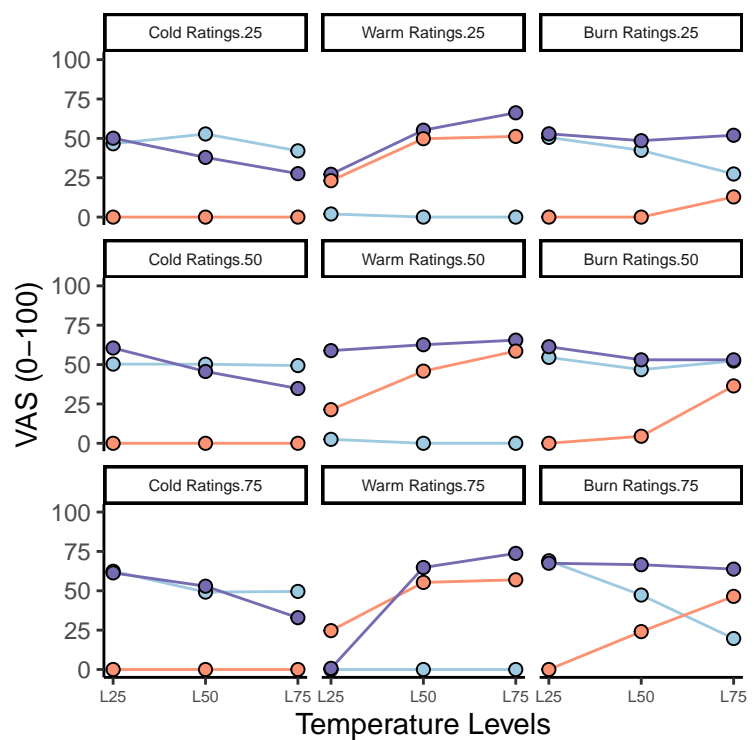 Cold Ratings.25
Warm Ratings.25
Burn Ratings.25
100
75
50
25
0
Cold Ratings.50
Warm Ratings.50
Burn Ratings.50
100
75
50
25
0
Cold Ratings.75
Warm Ratings.75
Burn Ratings.75
100
75
50
25
0
VAS (0−100)
L25 L50 L75 L25 L50 L75 L25 L50 L75
Temperature Levels